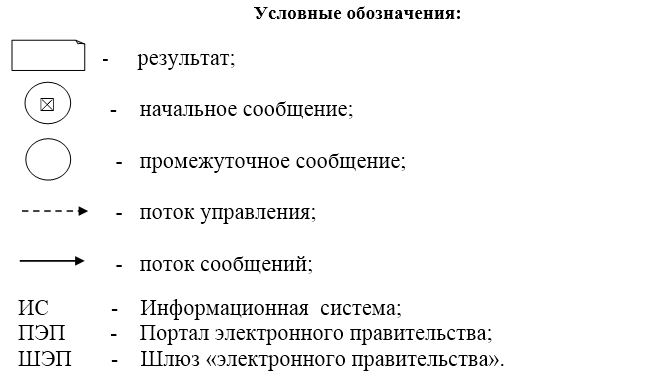 Условные обозначения:
- результат;
- начальное сообщение;
- промежуточное сообщение;
- поток управления;
- поток сообщений;
ИС - Информационная система;
ПЭП - Портал электронного правительства;
ШЭП - Шлюз «электронного правительства».